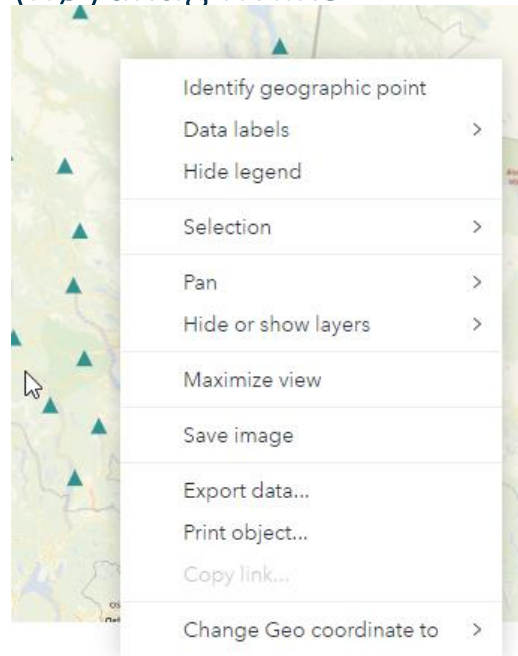 Identify geographic point
Data labels
Hide legend
Selection
Pan
Hide or show layers
Maximize view
Save image
Export data...
Print object...
Copy link...
Change Geo coordinate to